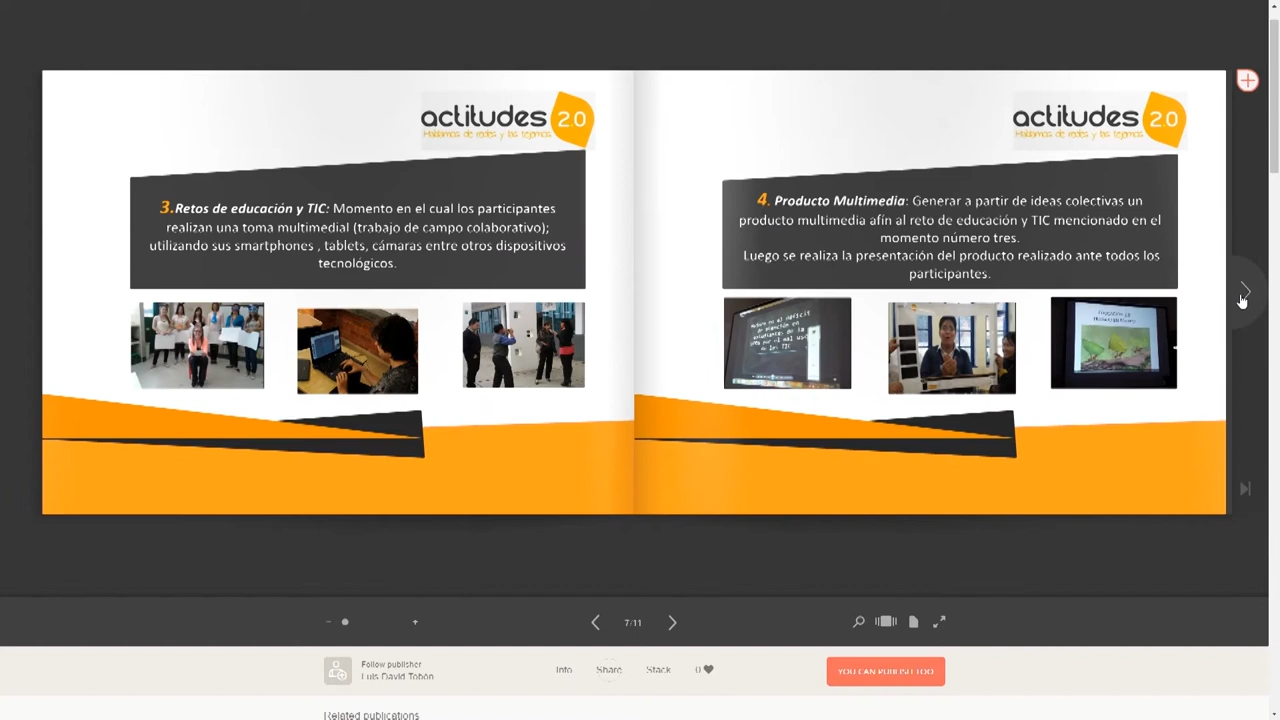 actitudes 2.0
Hablamos de redes y las tejemos
3.Retos de educación y TIC: Momento en el cual los participantes
realizan una toma multimedial (trabajo de campo colaborativo);
utilizando sus smartphones , tablets, cámaras entre otros dispositivos
tecnológicos.
actitudes 2.0
Hablamos de redes y las tejemos
4. Producto Multimedia: Generar a partir de ideas colectivas un
producto multimedia afín al reto de educación y TIC mencionado en el
momento número tres.
Luego se realiza la presentación del producto realizado ante todos los
participantes.
7/11
Follow publisher
Luis David Tobón
Info
Share
Stack
0
YOU CAN PUBLISH TOO
Related publications